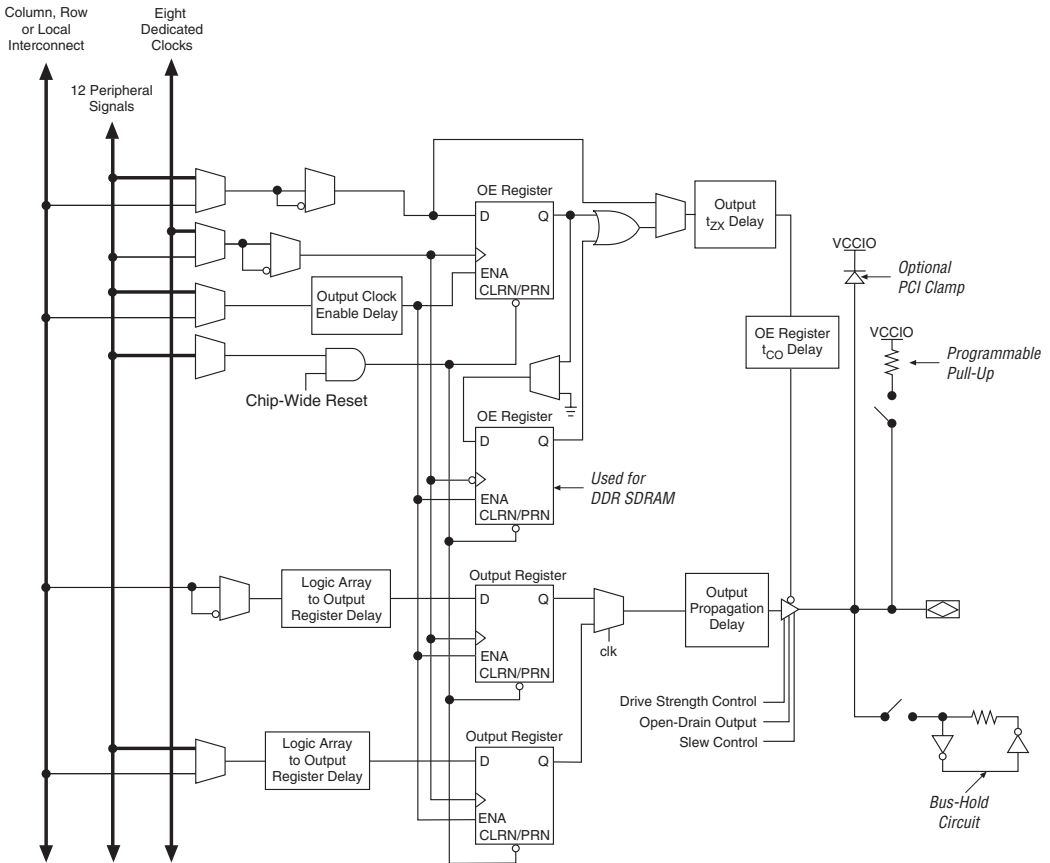 Column, Row
or Local
Interconnect
Eight
Dedicated
Clocks
12 Peripheral
Signals
OE Register
D
Q
ENA
CLRN/PRN
Output
tZX Delay
VCCIO
Optional
PCI Clamp
Output Clock
Enable Delay
OE Register
tCO Delay
VCCIO
Programmable
Pull-Up
Chip-Wide Reset
OE Register
D
Q
ENA
CLRN/PRN
Used for
DDR SDRAM
Logic Array
to Output
Register Delay
Output Register
D
Q
ENA
CLRN/PRN
clk
Output
Propagation
Delay
Drive Strength Control
Open-Drain Output
Slew Control
Logic Array
to Output
Register Delay
Output Register
D
Q
ENA
CLRN/PRN
Bus-Hold
Circuit